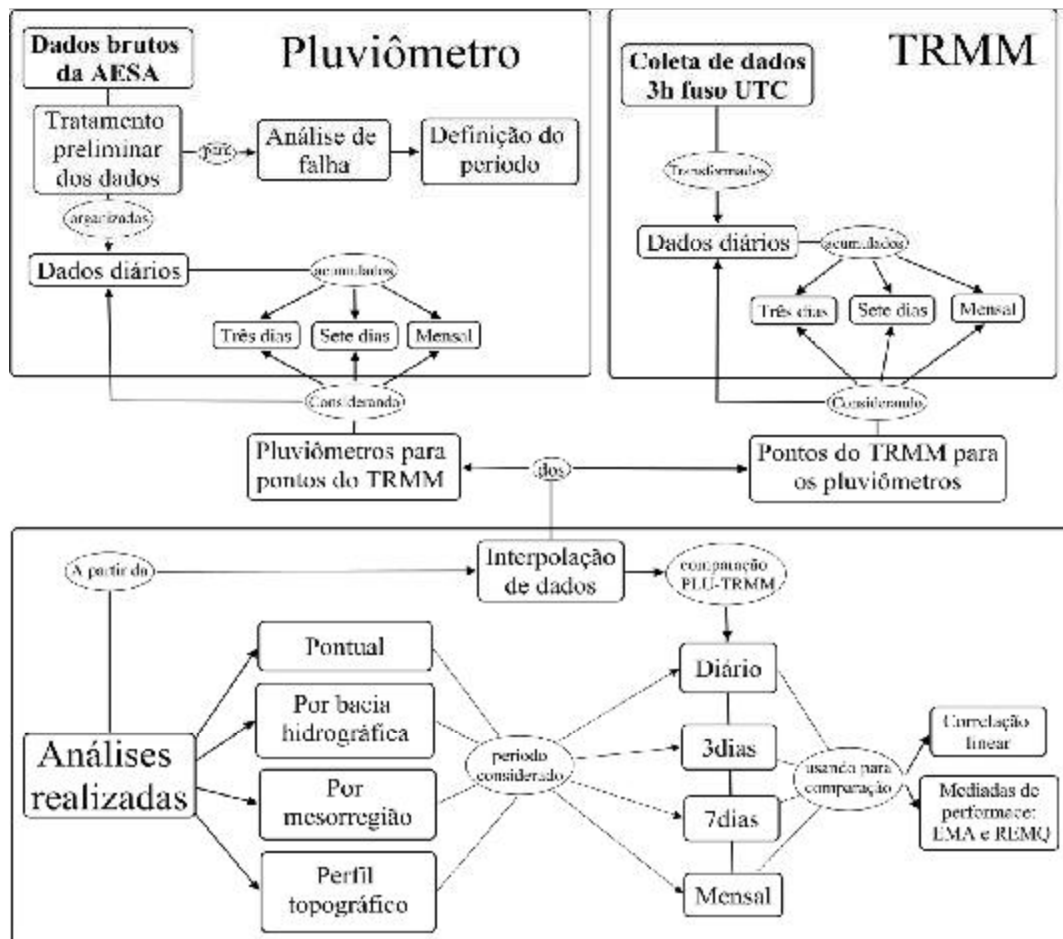 Pluviômetro
Dados brutos
da AESA
Tratamento
preliminar
dos dados
para
Análise de
falha
Definição do
período
organizadas
Dados diários
acumulados
Três dias
Sete dias
Mensal
Considerando
Pluviômetros para
pontos do TRMM
TRMM
Coleta de dados
3h fuso UTC
Transformados
Dados diários
acumulados
Três dias
Sete dias
Mensal
Considerando
Pontos do TRMM para
os pluviômetros
dos
A partir da
Interpolação
de dados
comparação
PLU-TRMM
Análises
realizadas
Pontual
Por bacia
hidrográfica
Por
mesorregião
Perfil
topográfico
periodo
considerado
Diário
3dias
7dias
Mensal
usando para
comparação
Correlação
linear
Mediadas de
performace:
EMA e REMQ